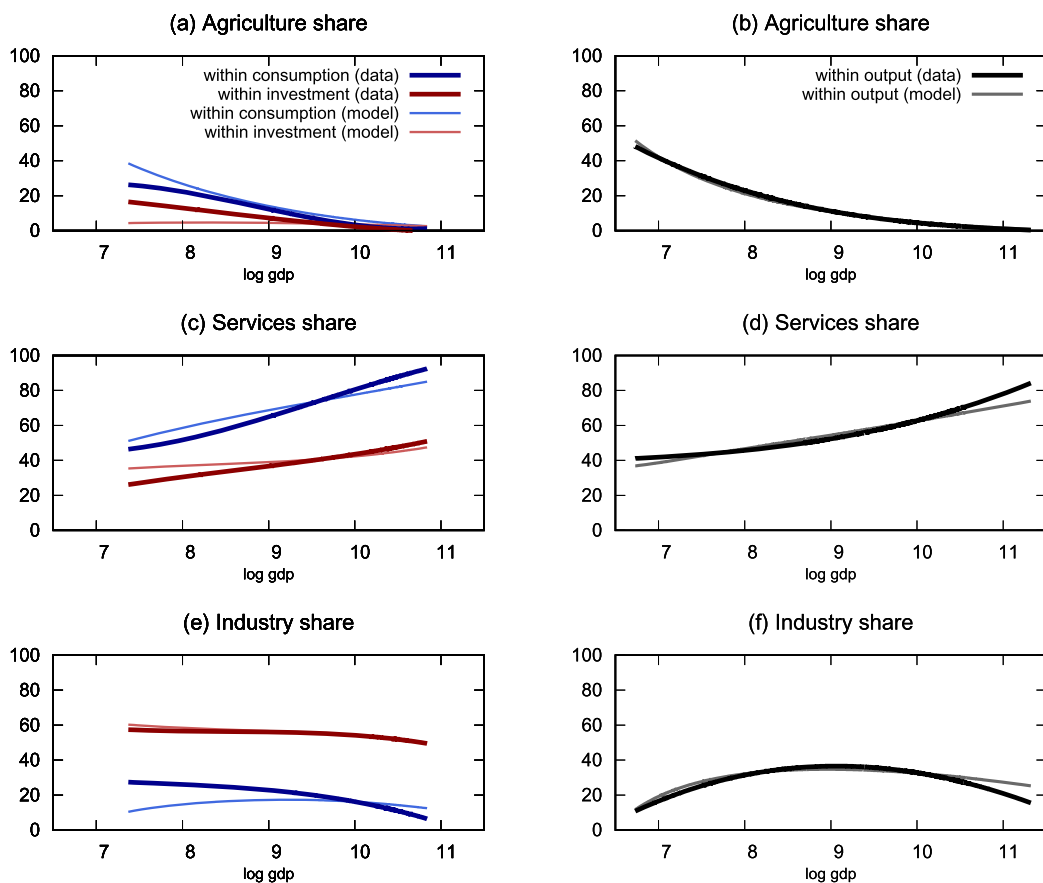 (a) Agriculture share
100
80
60
40
20
0
within consumption (data)
within investment (data)
within consumption (model)
within investment (model)
7 8 9 10 11
log gdp
(b) Agriculture share
100
80
60
40
20
0
within output (data)
within output (model)
7 8 9 10 11
log gdp
(c) Services share
100
80
60
40
20
0
7 8 9 10 11
log gdp
(d) Services share
100
80
60
40
20
0
7 8 9 10 11
log gdp
(e) Industry share
100
80
60
40
20
0
7 8 9 10 11
log gdp
(f) Industry share
100
80
60
40
20
0
7 8 9 10 11
log gdp